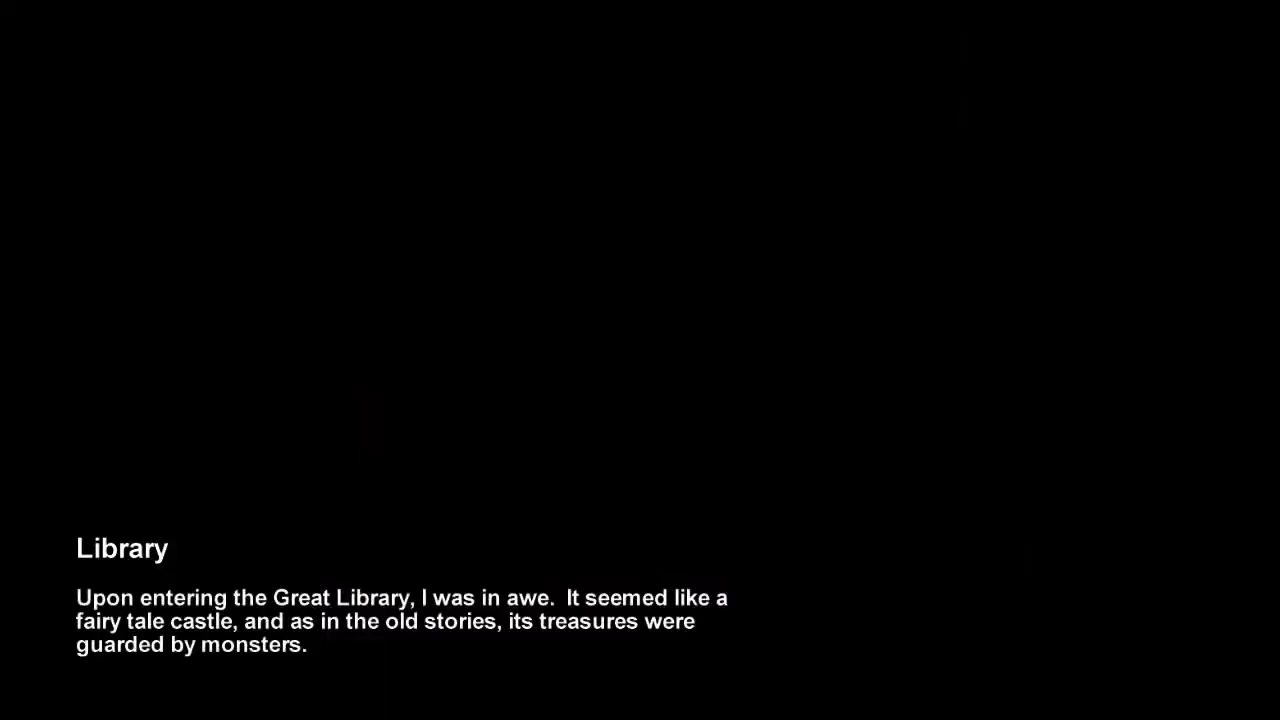 Library
Upon entering the Great Library, I was in awe.  It seemed like a
fairy tale castle, and as in the old stories, its treasures were
guarded by monsters.